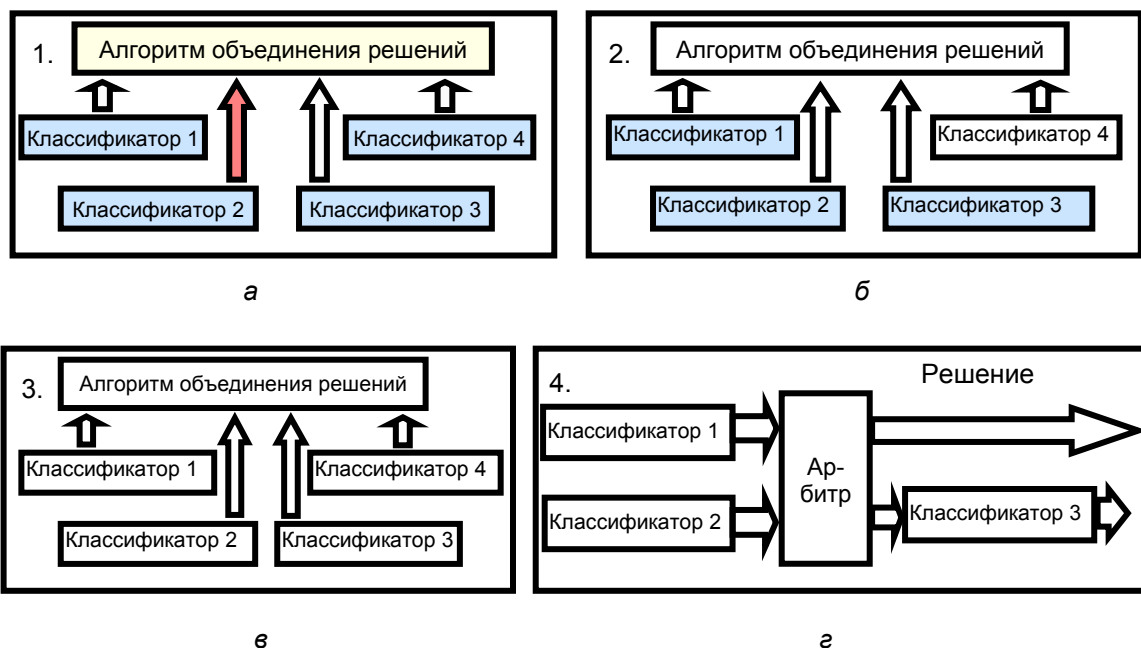 1.
Алгоритм объединения решений
Классификатор 1
Классификатор 4
Классификатор 2
Классификатор 3
а
2.
Алгоритм объединения решений
Классификатор 1
Классификатор 4
Классификатор 2
Классификатор 3
б
3.
Алгоритм объединения решений
Классификатор 1
Классификатор 4
Классификатор 2
Классификатор 3
в
4.
Решение
Классификатор 1
Ар-
битр
Классификатор 2
Классификатор 3
г